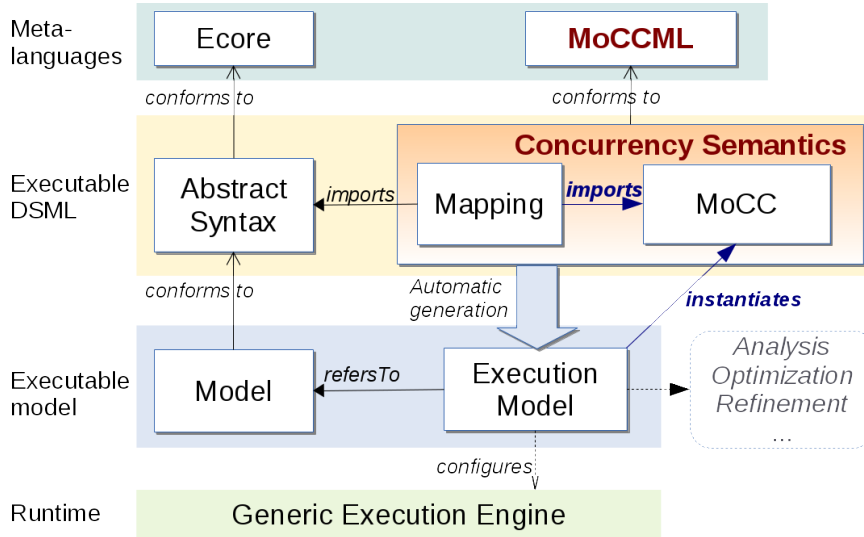 Meta-
languages
Ecore
MoCCML
conforms to
conforms to
Concurrency Semantics
Executable
DSML
Abstract
Syntax
imports
Mapping
imports
MoCC
conforms to
Automatic
generation
instantiates
Executable
model
Model
refersTo
Execution
Model
Analysis
Optimization
Refinement
...
configures
Runtime
Generic Execution Engine